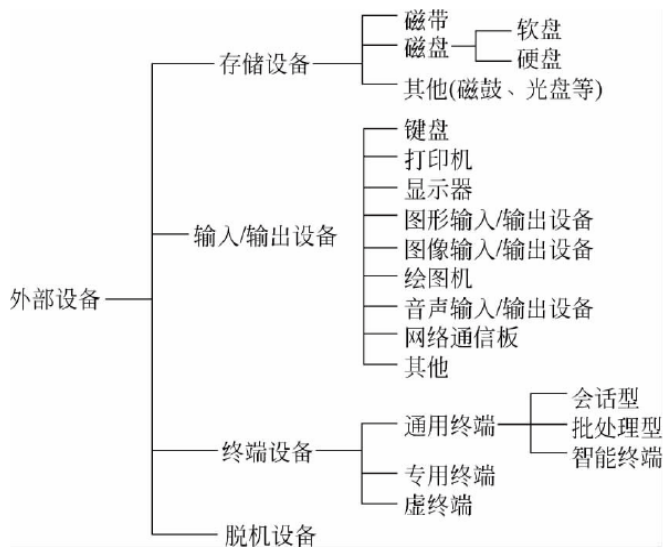 外部设备
存储设备
磁带
磁盘
软盘
硬盘
其他(磁鼓、光盘等)
输入/输出设备
键盘
打印机
显示器
图形输入/输出设备
图像输入/输出设备
绘图机
音声输入/输出设备
网络通信板
其他
终端设备
通用终端
会话型
批处理型
智能终端
专用终端
虚终端
脱机设备